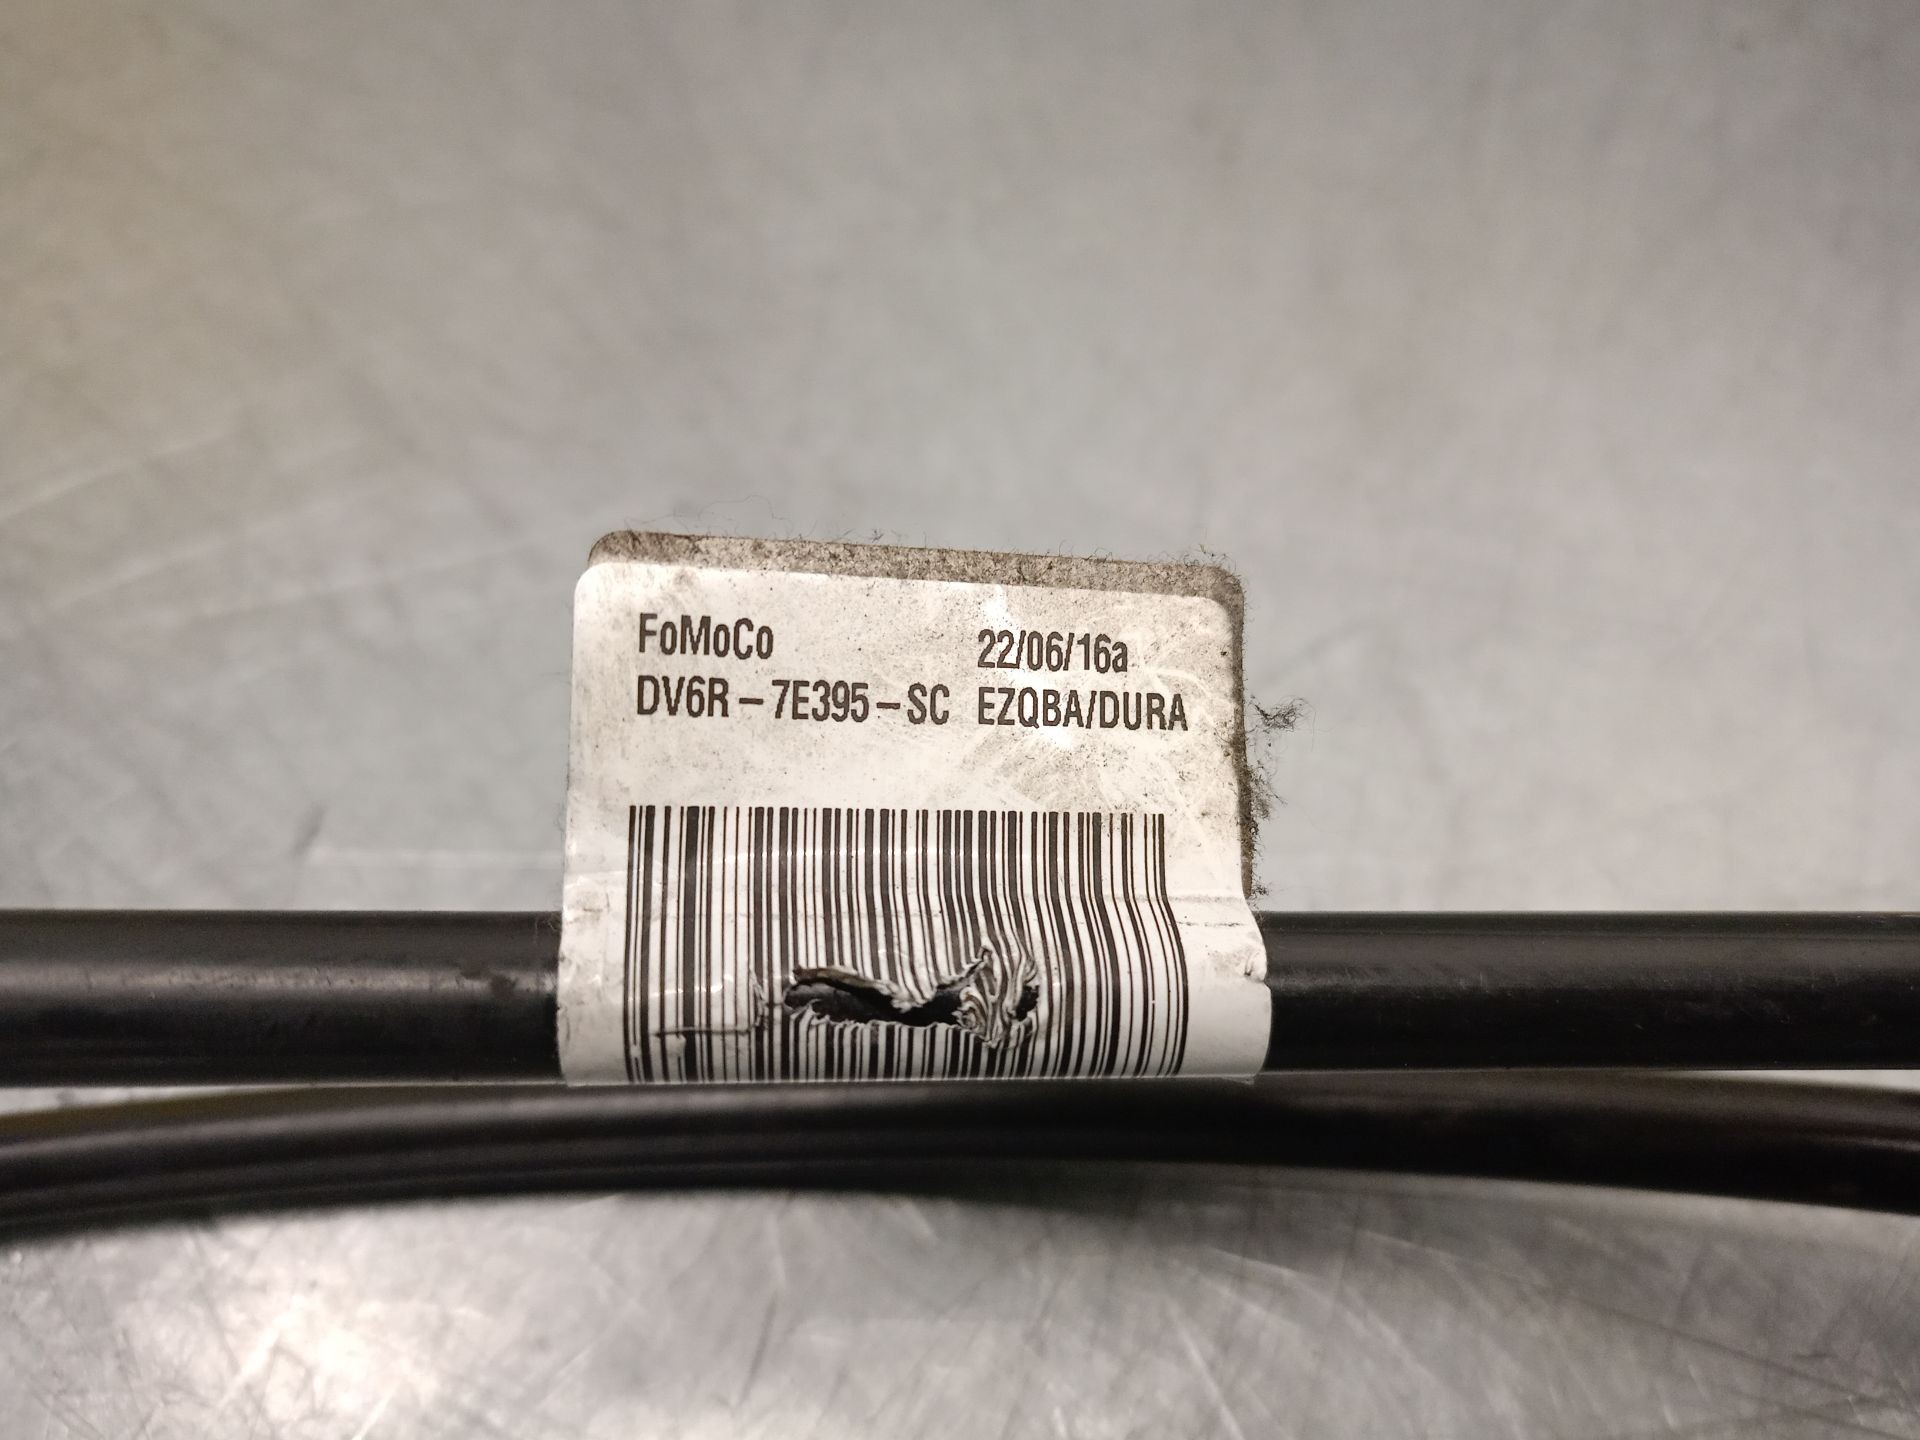 FoMoCo 22/06/16a
DV6R-7E395-SC EZQBA/DURA